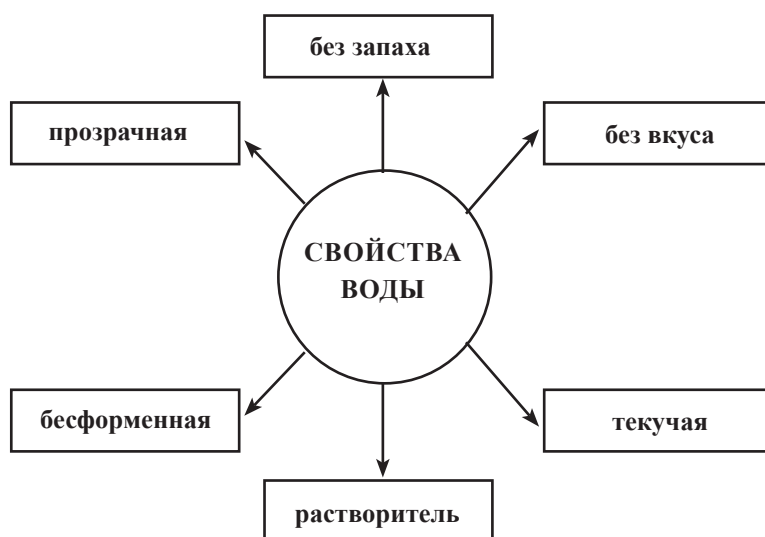 без запаха
прозрачная
без вкуса
СВОЙСТВА
ВОДЫ
бесформенная
текучая
растворитель